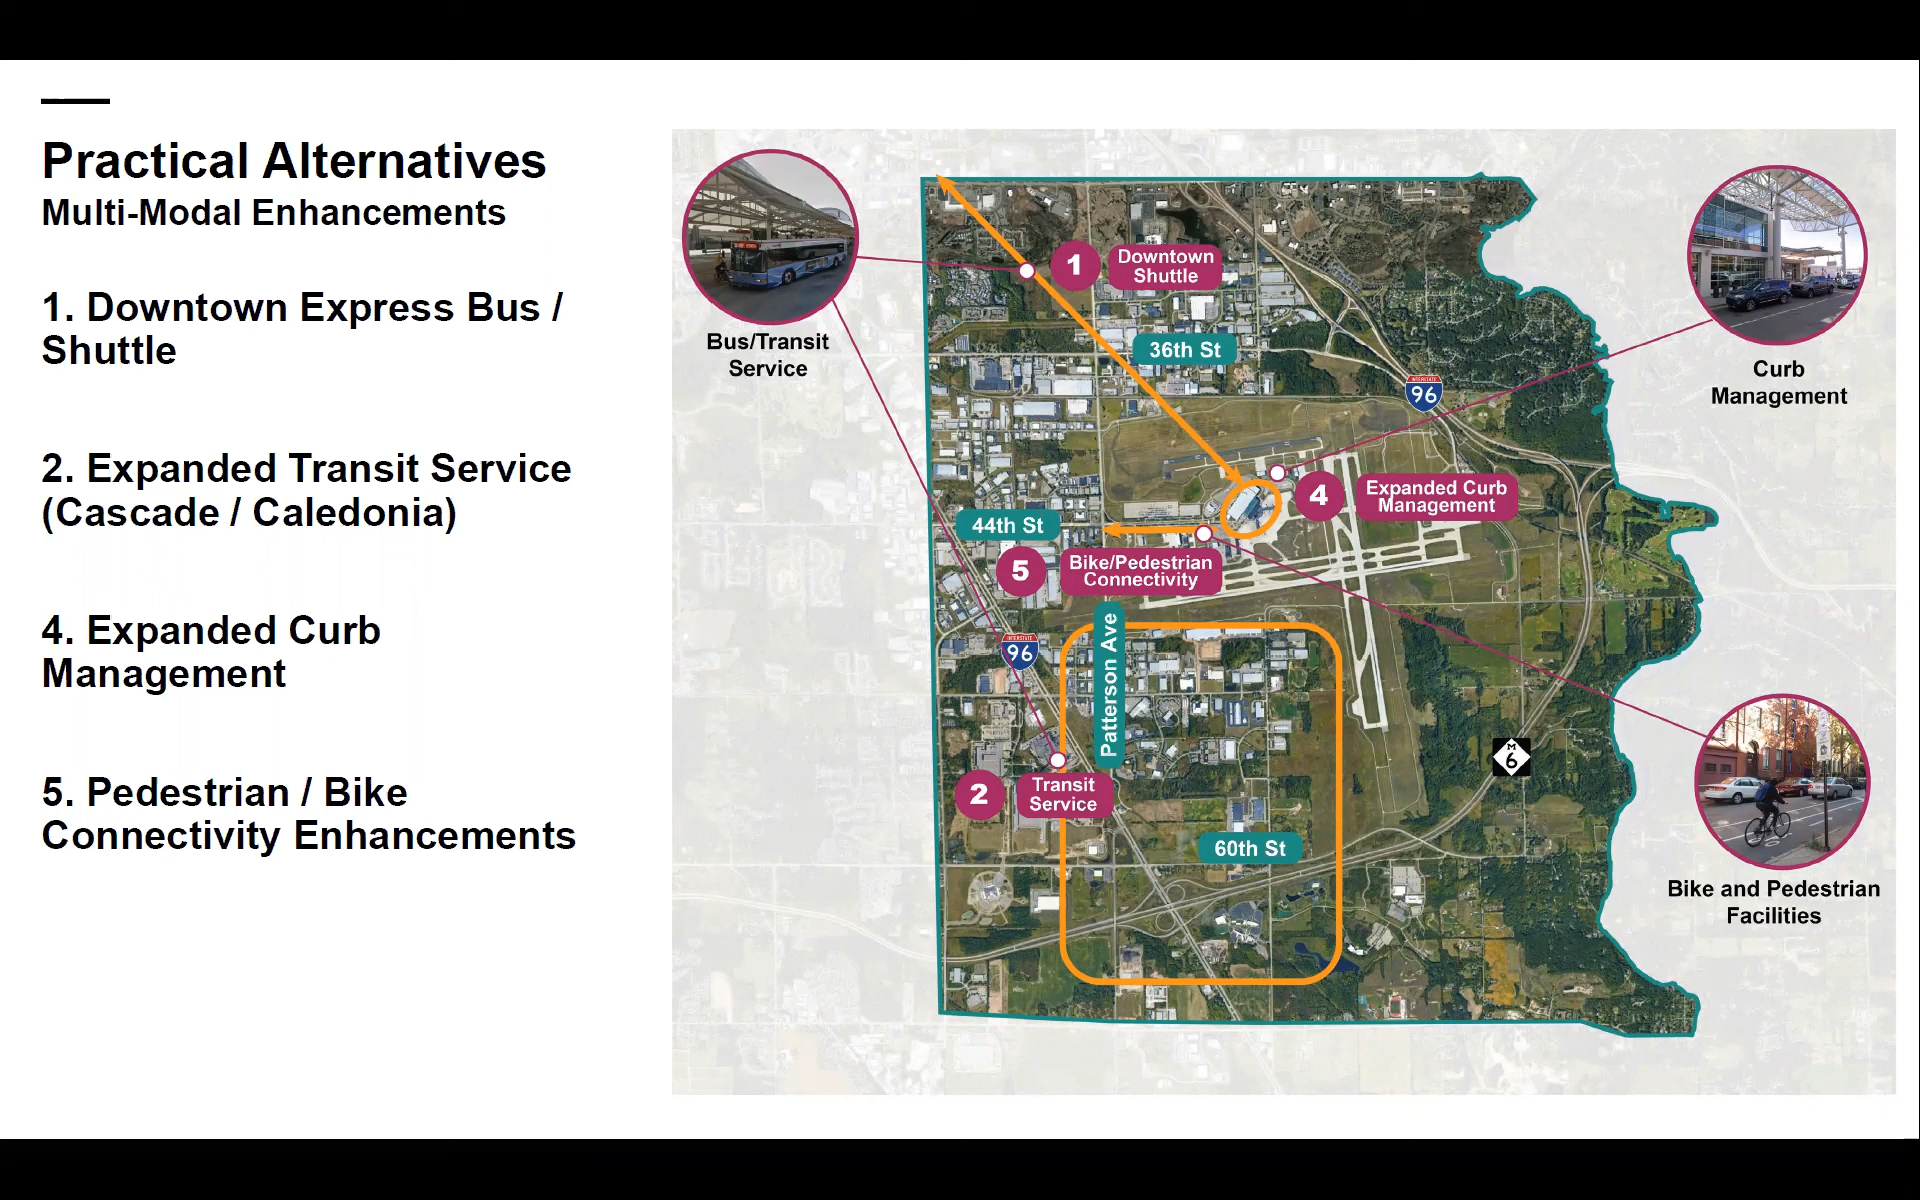 Practical Alternatives
Multi-Modal Enhancements
1. Downtown Express Bus /
Shuttle
2. Expanded Transit Service
(Cascade / Caledonia)
4. Expanded Curb
Management
5. Pedestrian / Bike
Connectivity Enhancements
Bus/Transit
Service
1
Downtown
Shuttle
36th St
INTERSTATE
96
Curb
Management
4
Expanded Curb
Management
44th St
5
Bike/Pedestrian
Connectivity
INTERSTATE
96
Patterson Ave
2
Transit
Service
60th St
M
6
Bike and Pedestrian
Facilities